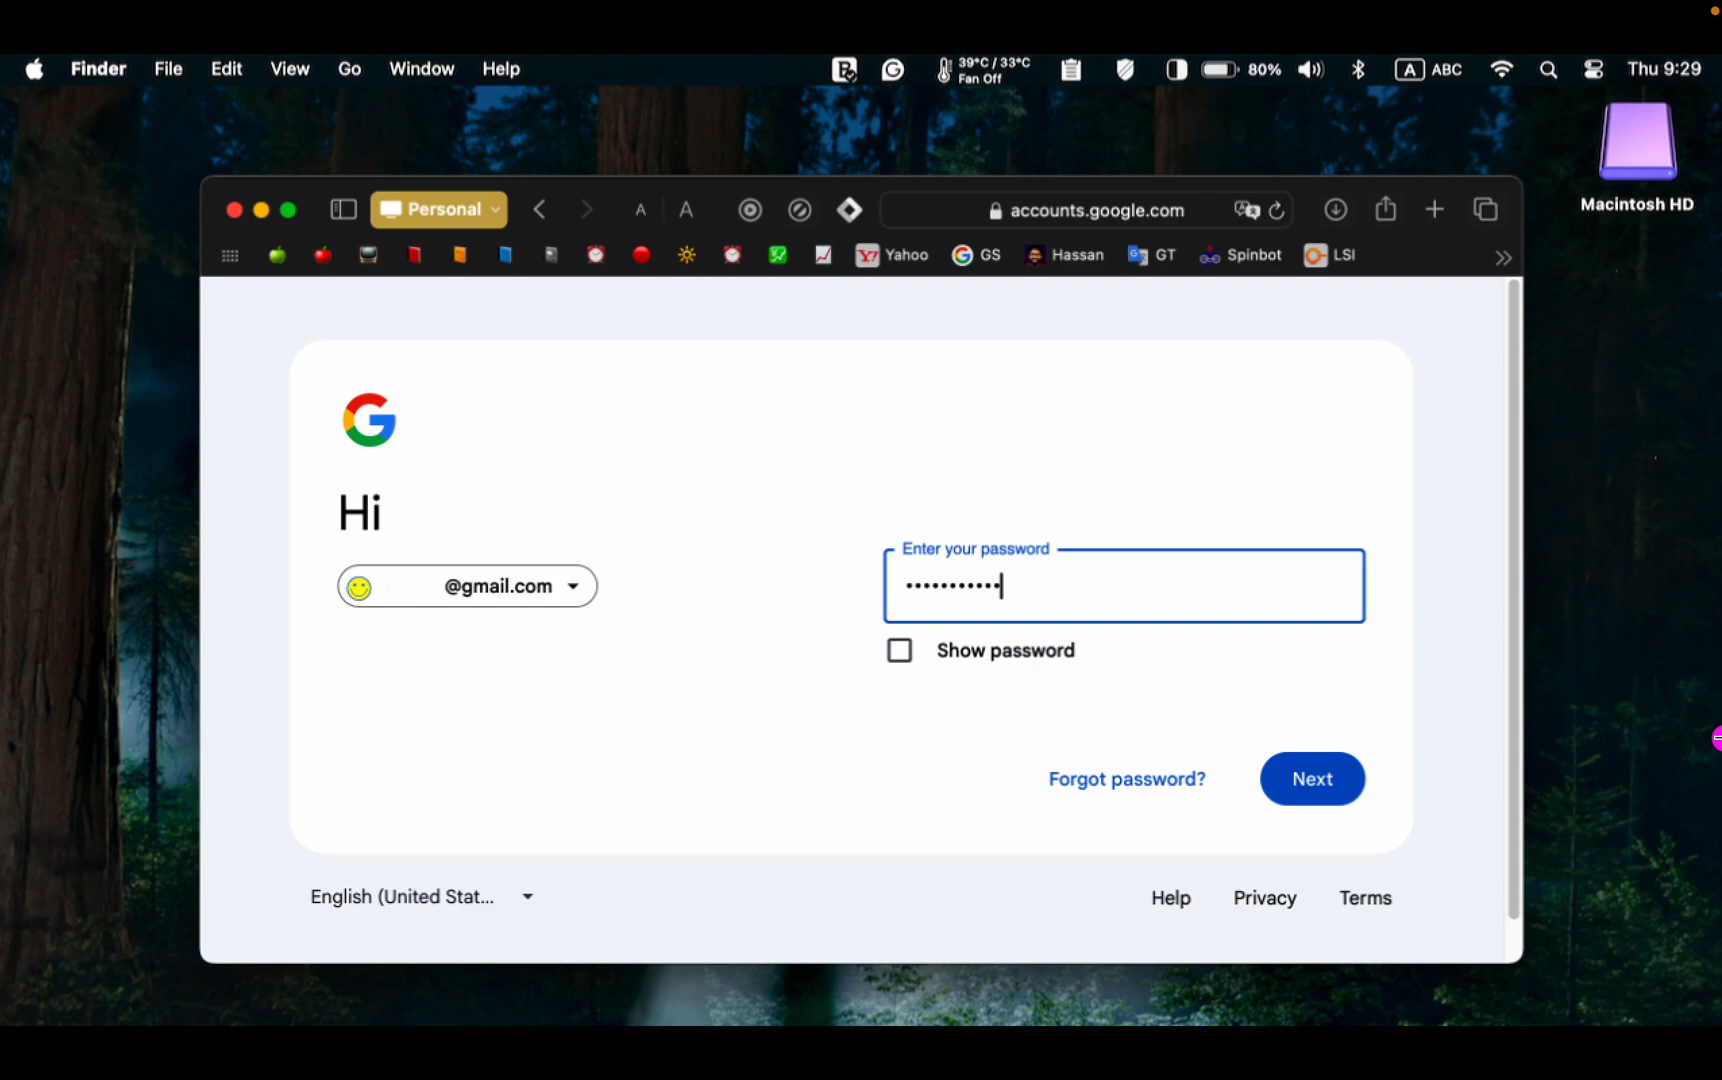 Finder File Edit View Go Window Help 39°C / 33°C Fan Off 80% A ABC Thu 9:29
Macintosh HD
Personal A A accounts.google.com
Yahoo GS Hassan GT Spinbot LSI
Hi
@gmail.com
Enter your password
•••••••••••
Show password
Forgot password? Next
English (United Stat... Help Privacy Terms